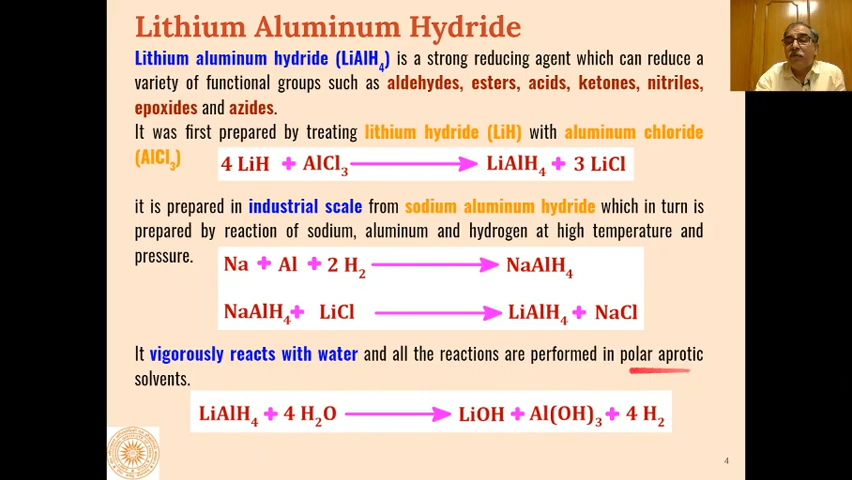 Lithium Aluminum Hydride
Lithium aluminum hydride (LiAlH₄) is a strong reducing agent which can reduce a
variety of functional groups such as aldehydes, esters, acids, ketones, nitriles,
epoxides and azides.
It was first prepared by treating lithium hydride (LiH) with aluminum chloride
(AlCl₃)
4 LiH + AlCl₃ → LiAlH₄ + 3 LiCl
it is prepared in industrial scale from sodium aluminum hydride which in turn is
prepared by reaction of sodium, aluminum and hydrogen at high temperature and
pressure.
Na + Al + 2 H₂ → NaAlH₄
NaAlH₄ + LiCl → LiAlH₄ + NaCl
It vigorously reacts with water and all the reactions are performed in polar aprotic
solvents.
LiAlH₄ + 4 H₂O → LiOH + Al(OH)₃ + 4 H₂
4